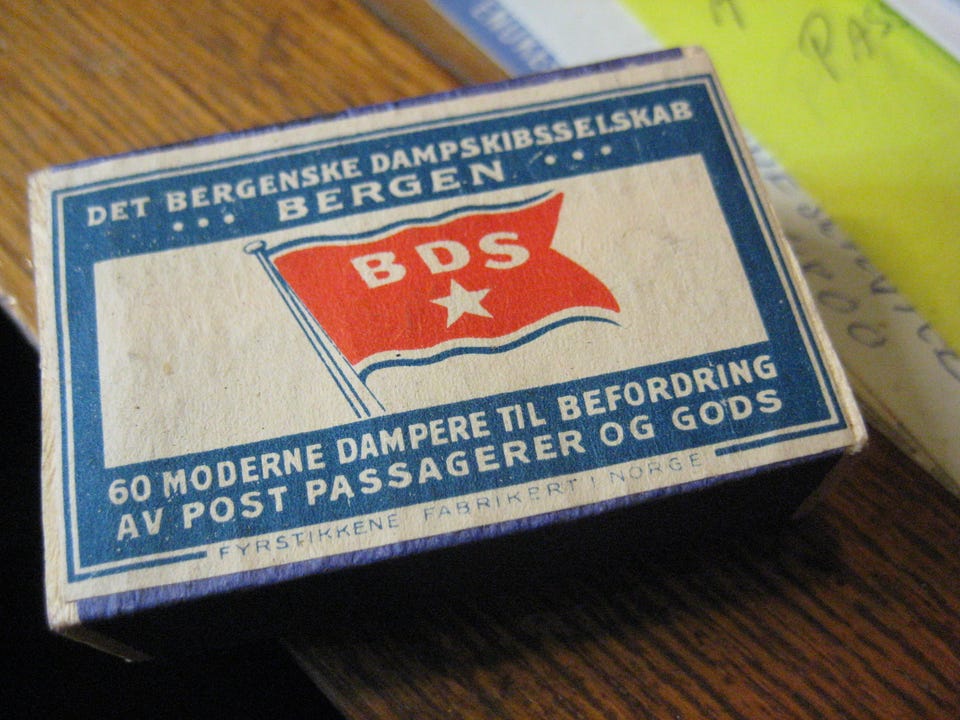 DET BERGENSKE DAMPSKIBSSELSKAB
BERGEN
BDS
60 MODERNE DAMPERE TIL BEFORDRING
AV POST PASSAGERER OG GODS
FYRSTIKKENE FABRIKERT I NORGE